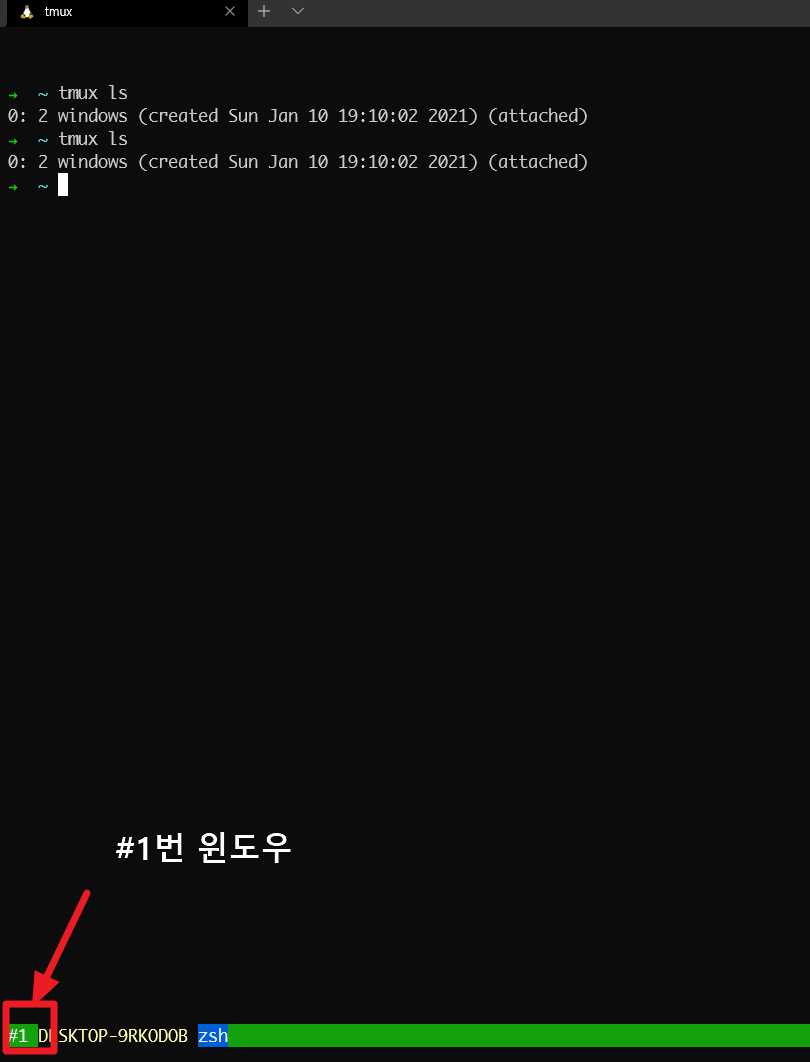 tmux
→ ~ tmux ls
0: 2 windows (created Sun Jan 10 19:10:02 2021) (attached)
→ ~ tmux ls
0: 2 windows (created Sun Jan 10 19:10:02 2021) (attached)
→ ~
#1번 윈도우
#1 DESKTOP-9RKODOB zsh